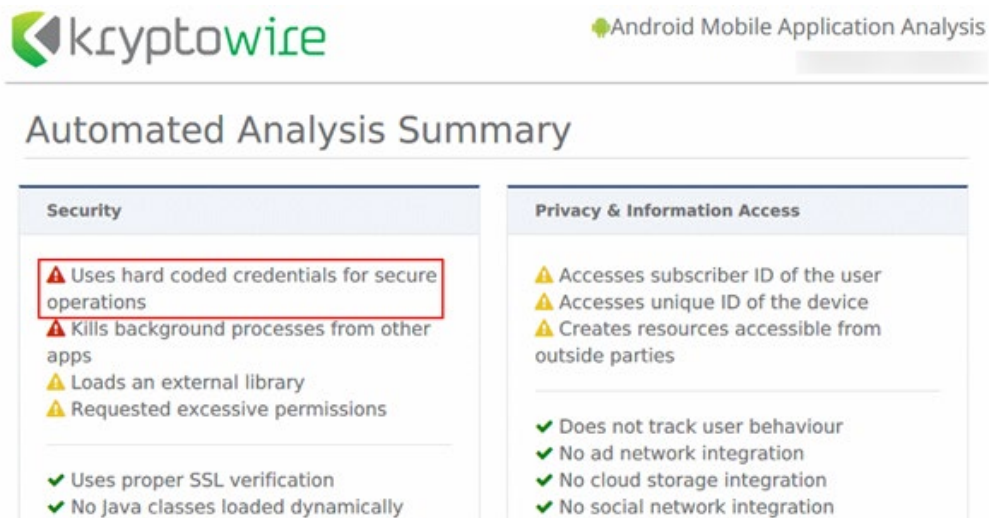 kryptowire
Android Mobile Application Analysis
Automated Analysis Summary
Security
Uses hard coded credentials for secure
operations
Kills background processes from other
apps
Loads an external library
Requested excessive permissions
Uses proper SSL verification
No Java classes loaded dynamically
Privacy & Information Access
Accesses subscriber ID of the user
Accesses unique ID of the device
Creates resources accessible from
outside parties
Does not track user behaviour
No ad network integration
No cloud storage integration
No social network integration